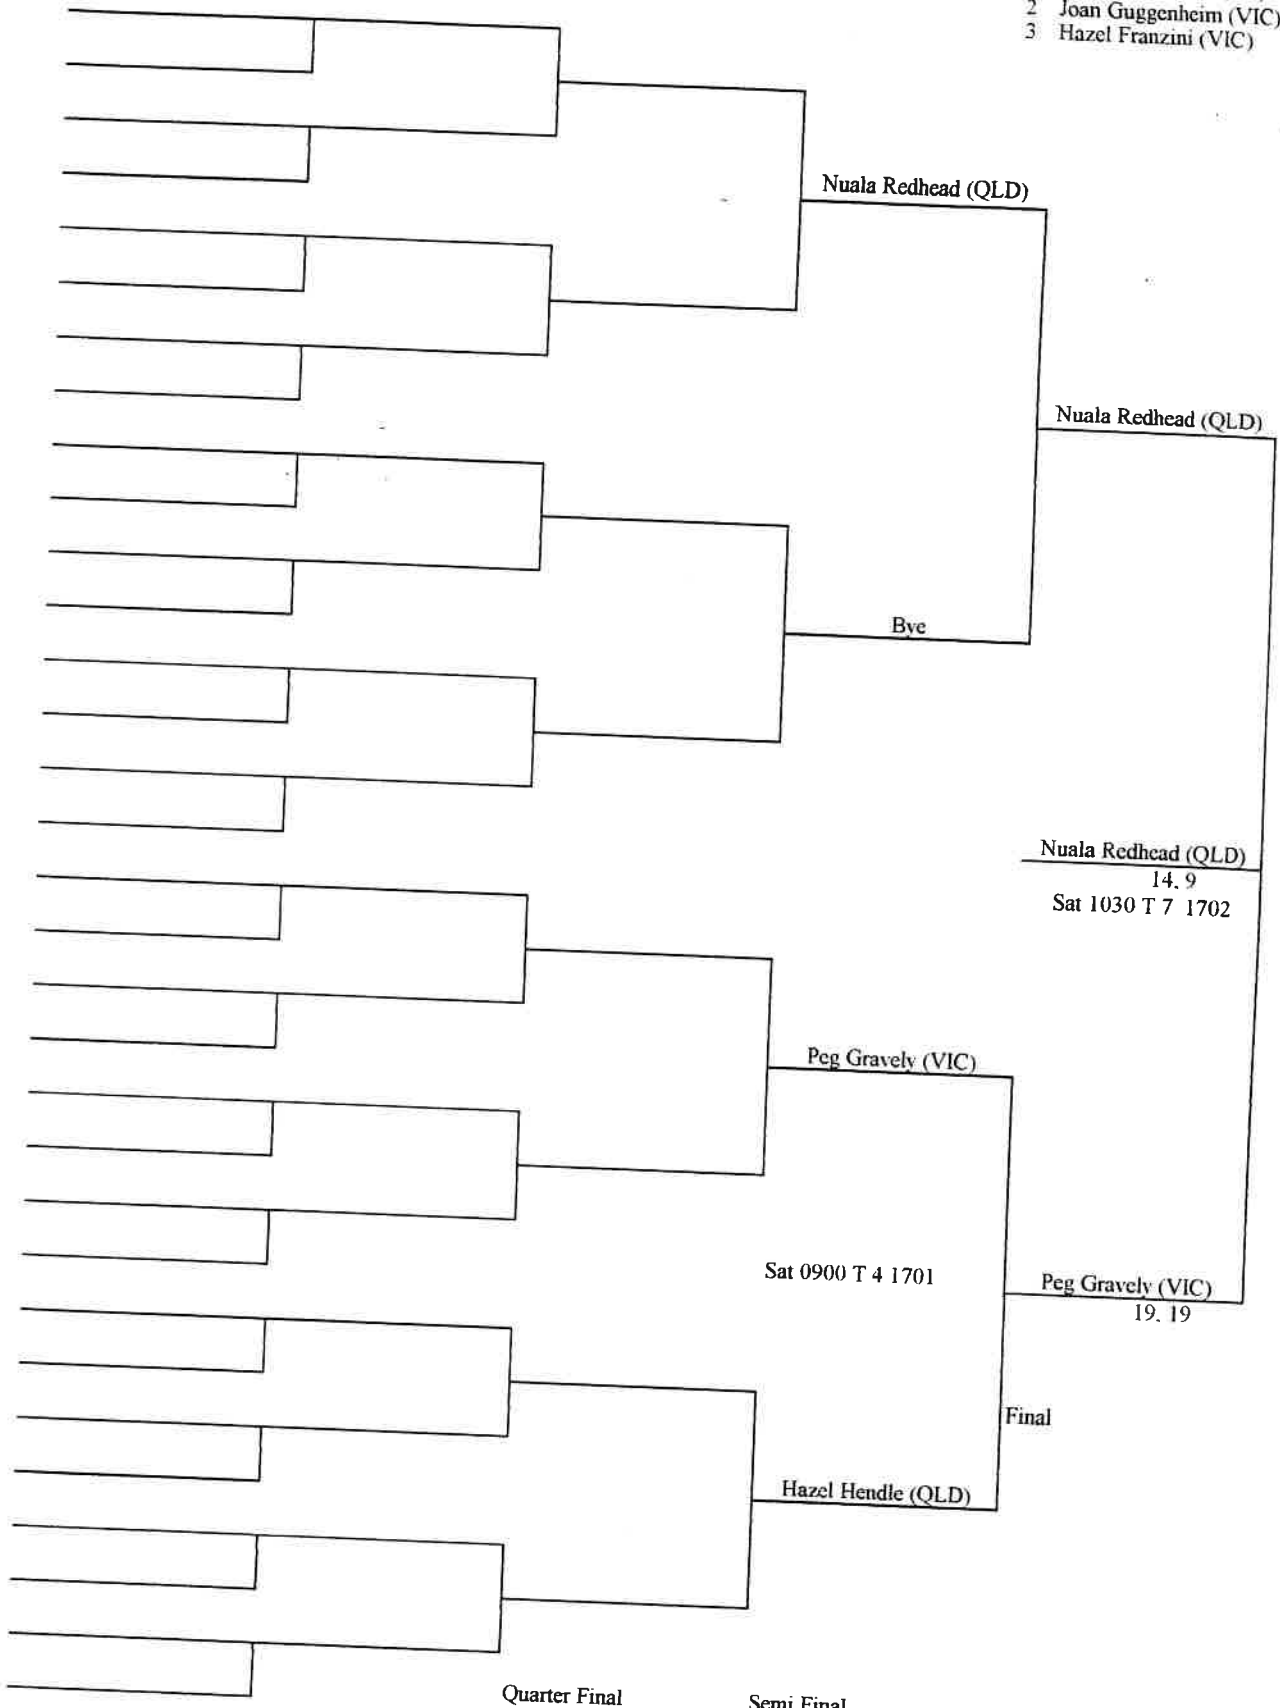 2 Joan Guggenheim (VIC)
3 Hazel Franzini (VIC)
Nuala Redhead (QLD)
Nuala Redhead (QLD)
Bye
Nuala Redhead (QLD)
14, 9
Sat 1030 T 7 1702
Peg Gravely (VIC)
Sat 0900 T 4 1701
Peg Gravely (VIC)
19, 19
Final
Hazel Hendle (QLD)
Quarter Final
Semi Final